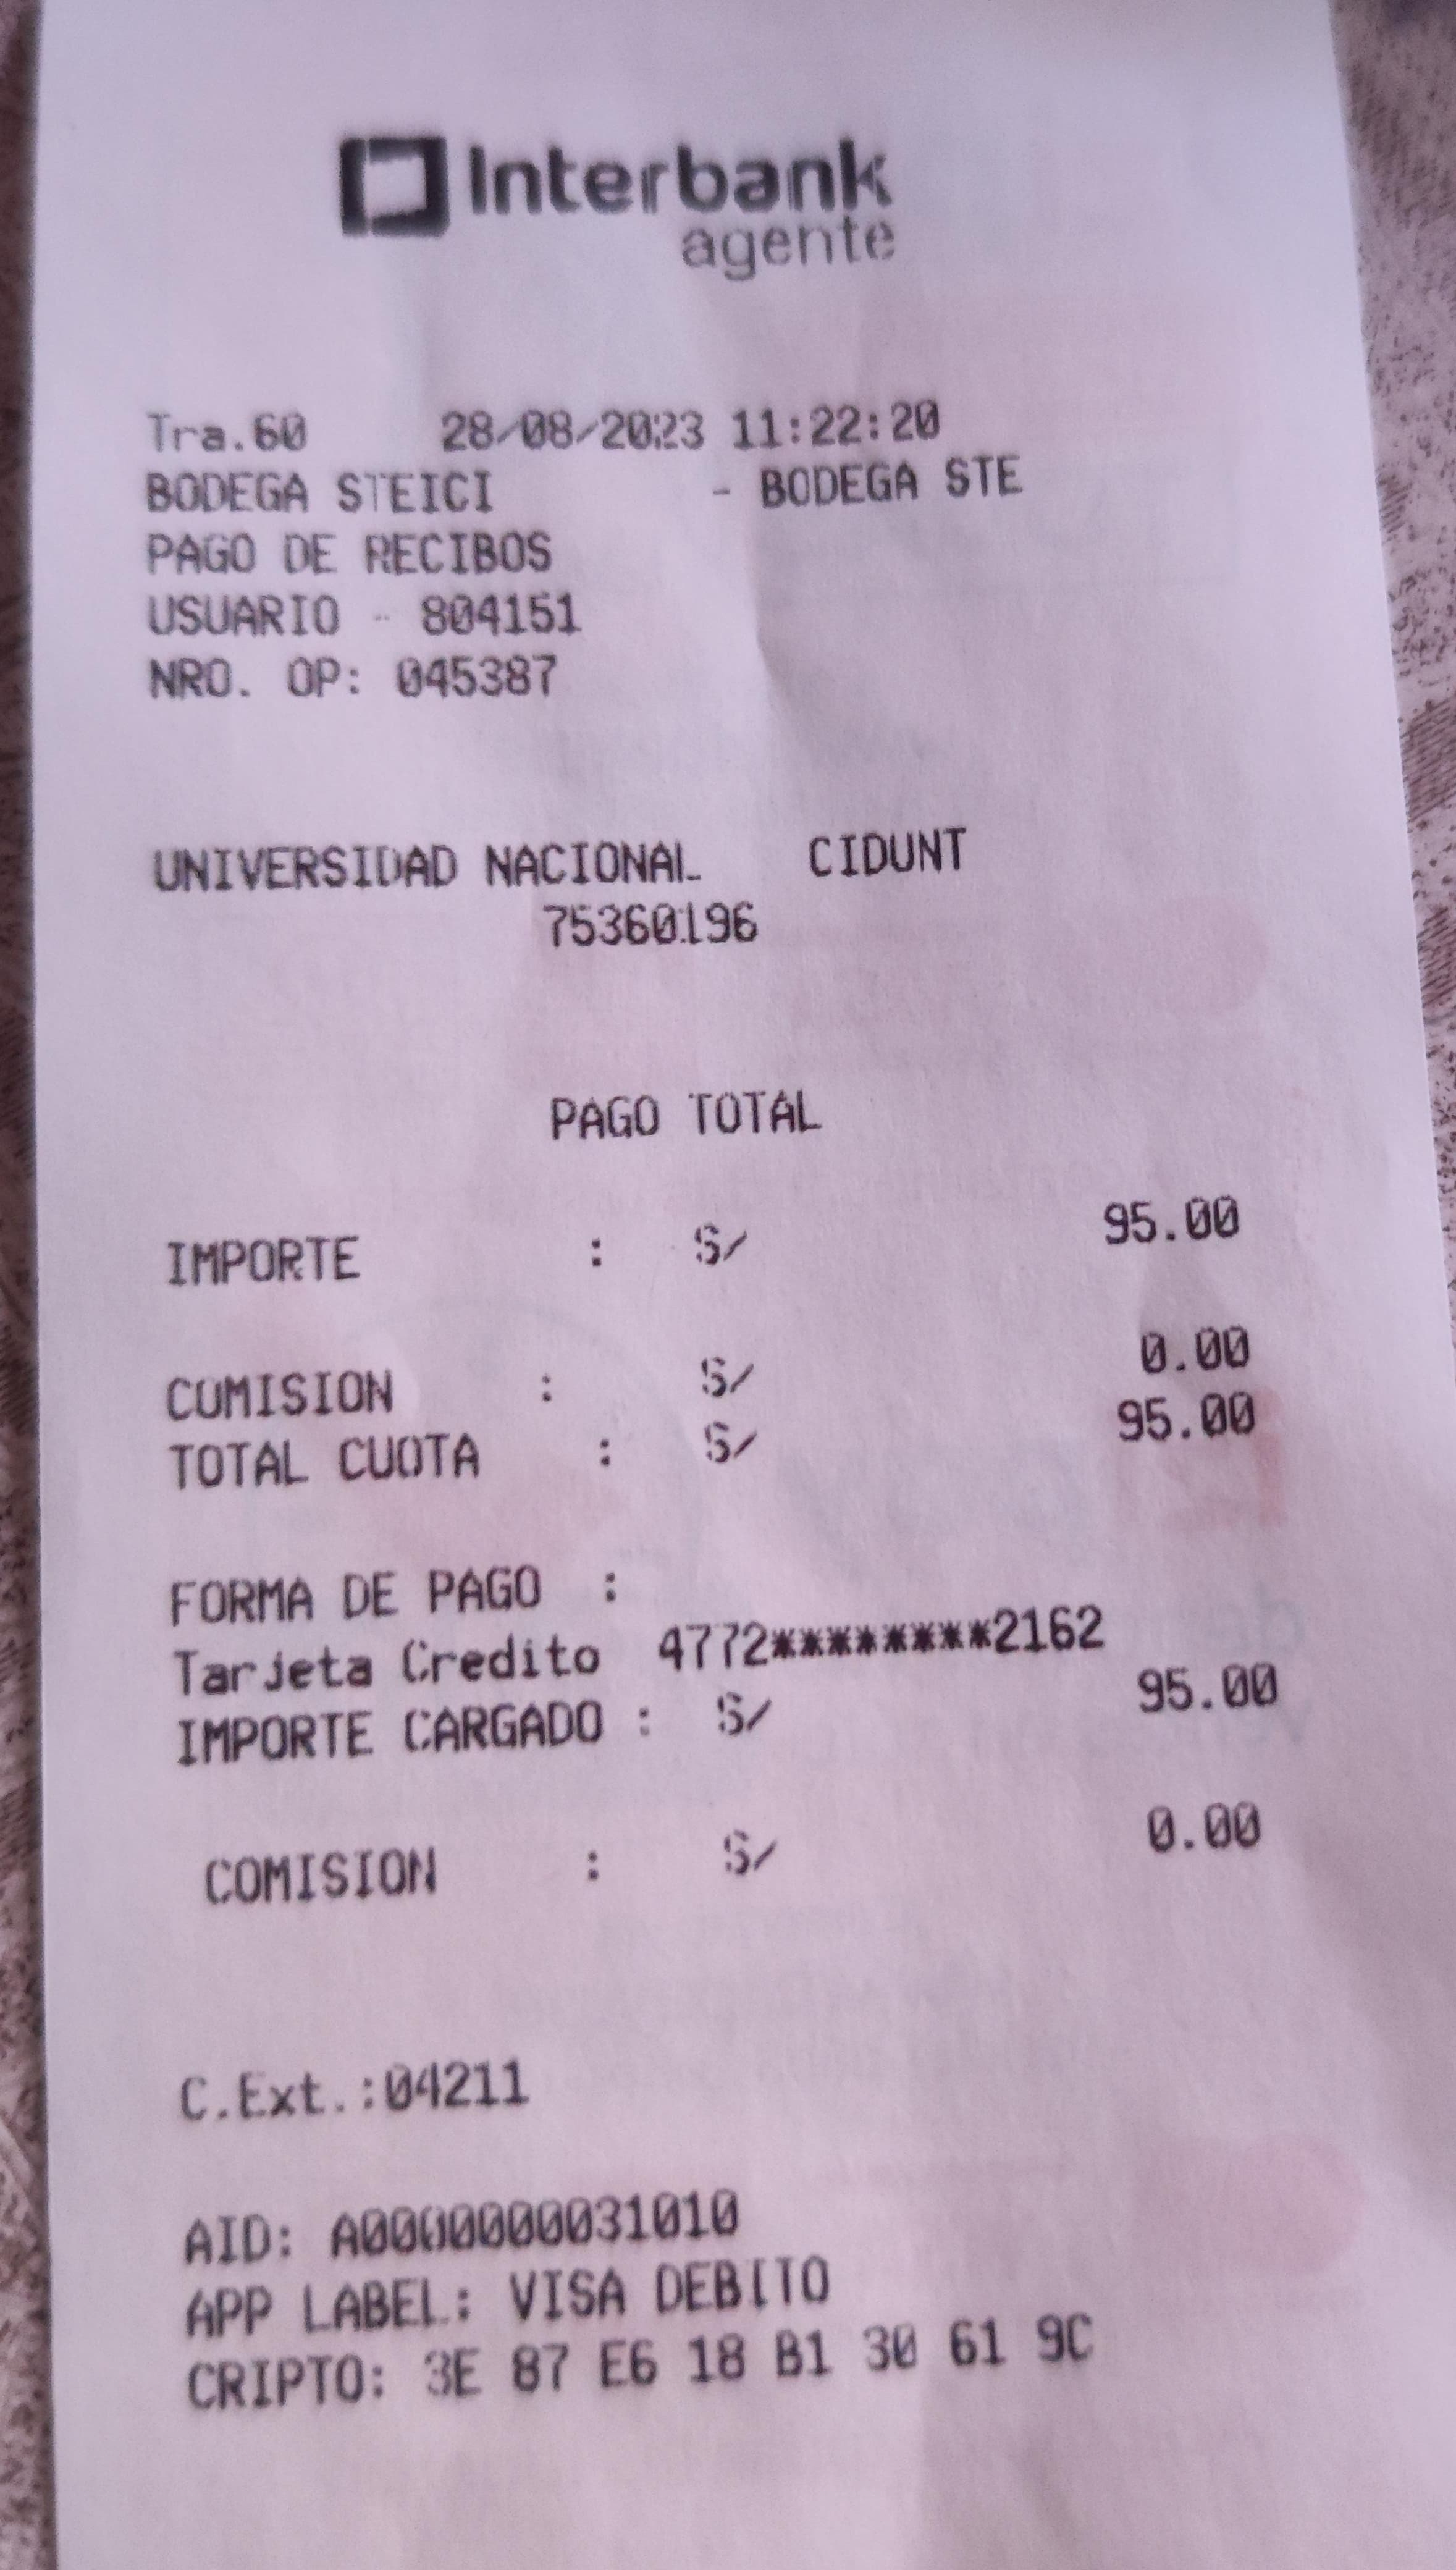 Interbank
agente
Tra.60 28/08/2023 11:22:20
BODEGA STEICI - BODEGA STE
PAGO DE RECIBOS
USUARIO - 804151
NRO. OP: 045387
UNIVERSIDAD NACIONAL CIDUNT
75360196
PAGO TOTAL
IMPORTE : S/ 95.00
COMISION : S/ 0.00
TOTAL CUOTA : S/ 95.00
FORMA DE PAGO :
Tarjeta Credito 4772********2162
IMPORTE CARGADO : S/ 95.00
COMISION : S/ 0.00
C.Ext.:04211
AID: A0000000031010
APP LABEL: VISA DEBITO
CRIPTO: 3E 87 E6 18 B1 30 61 9C